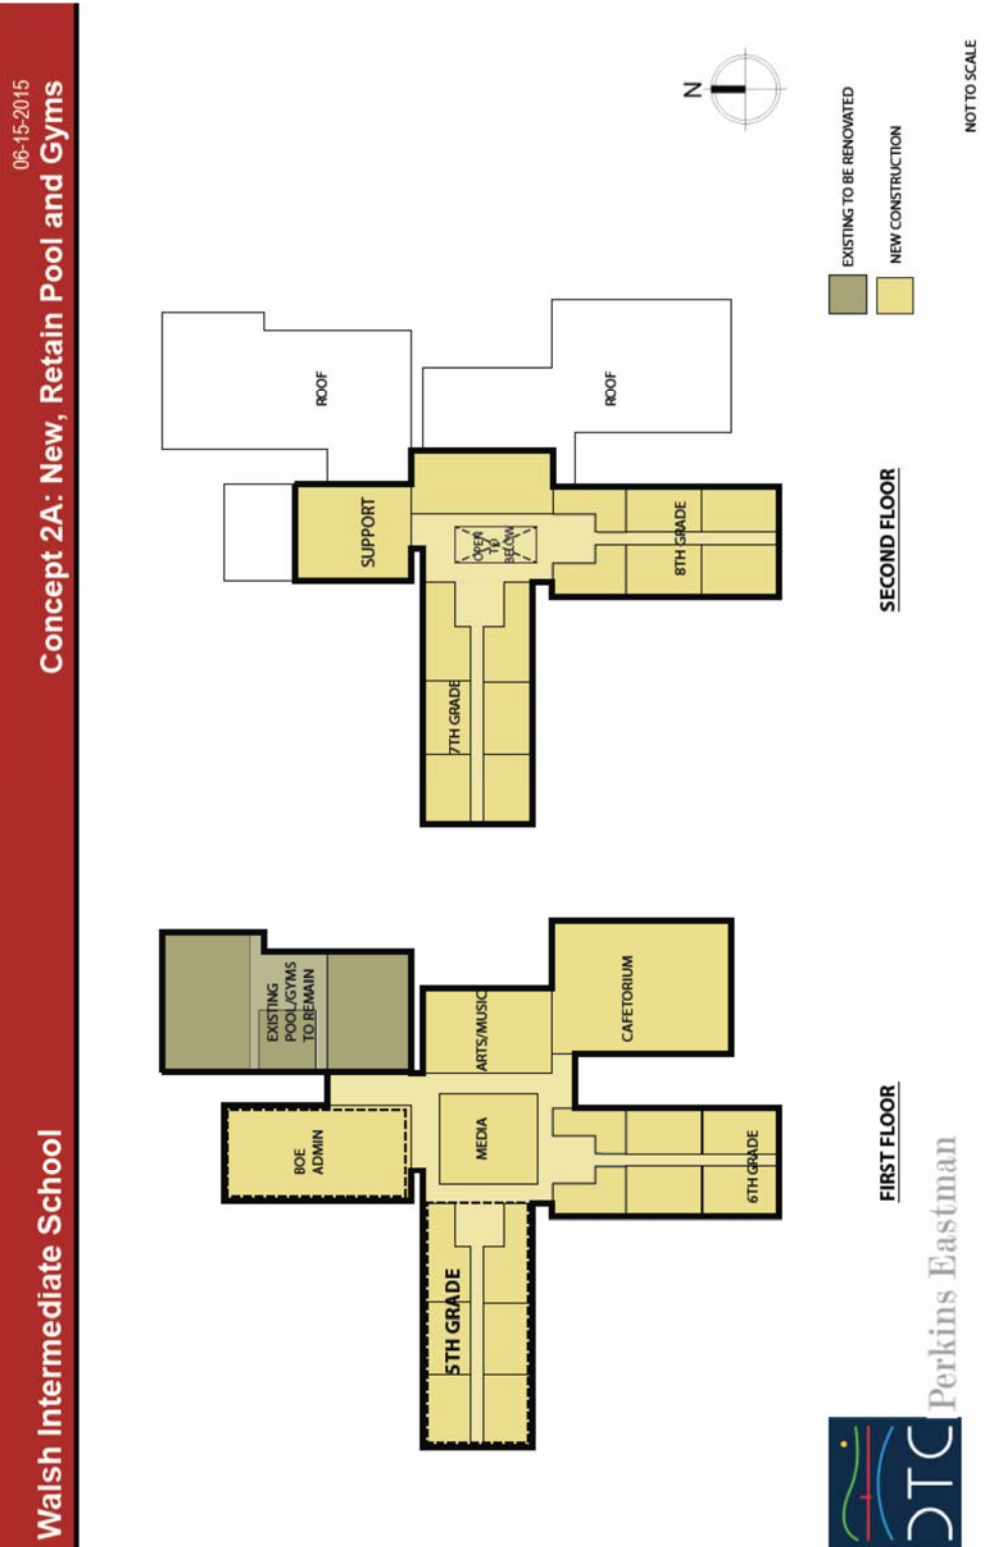 Walsh Intermediate School
06-15-2015
Concept 2A: New, Retain Pool and Gyms
BOE
ADMIN
EXISTING
POOL/GYMS
TO REMAIN
5TH GRADE
MEDIA
ARTS/MUSIC
CAFETORIUM
6TH GRADE
FIRST FLOOR
SUPPORT
ROOF
7TH GRADE
OPEN
TO
BELOW
ROOF
8TH GRADE
SECOND FLOOR
N
EXISTING TO BE RENOVATED
NEW CONSTRUCTION
NOT TO SCALE
DTC
Perkins Eastman